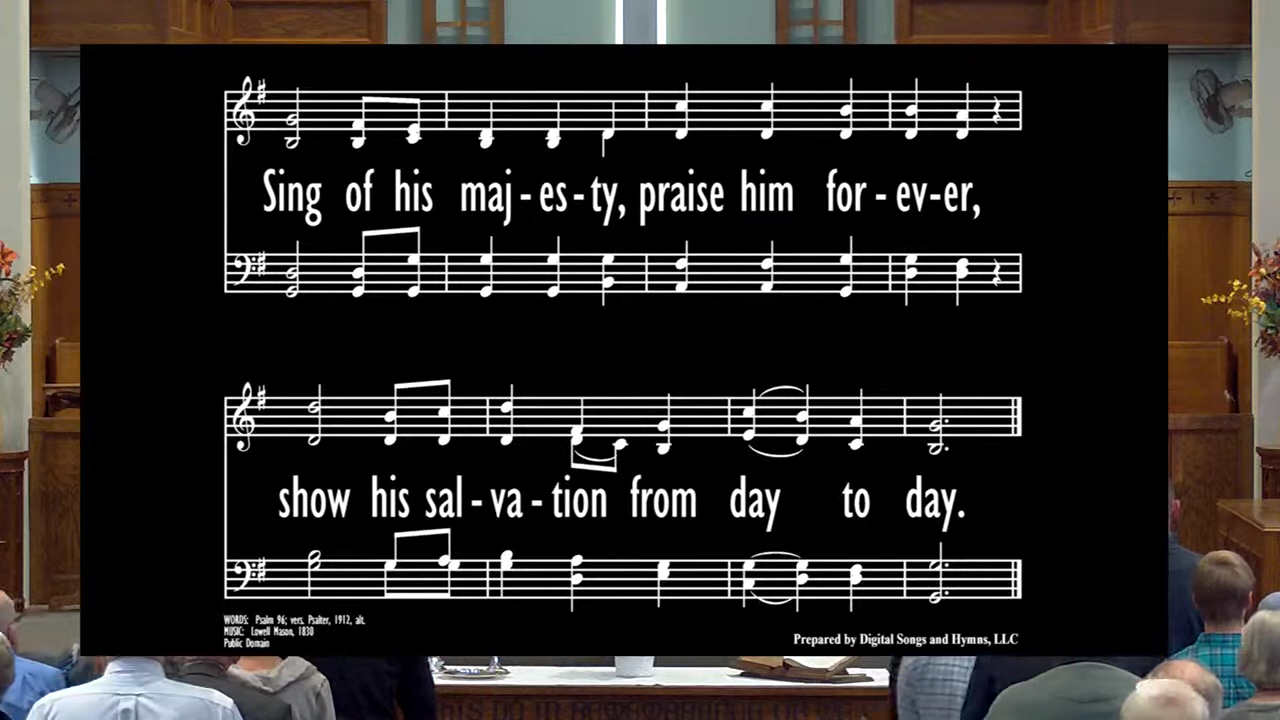 Sing of his maj - es - ty, praise him for - ev - er,
show his sal - va - tion from day to day.
WORDS: Psalm 96; vers. Psalter, 1912, alt.
MUSIC: Lowell Mason, 1830
Public Domain
Prepared by Digital Songs and Hymns, LLC